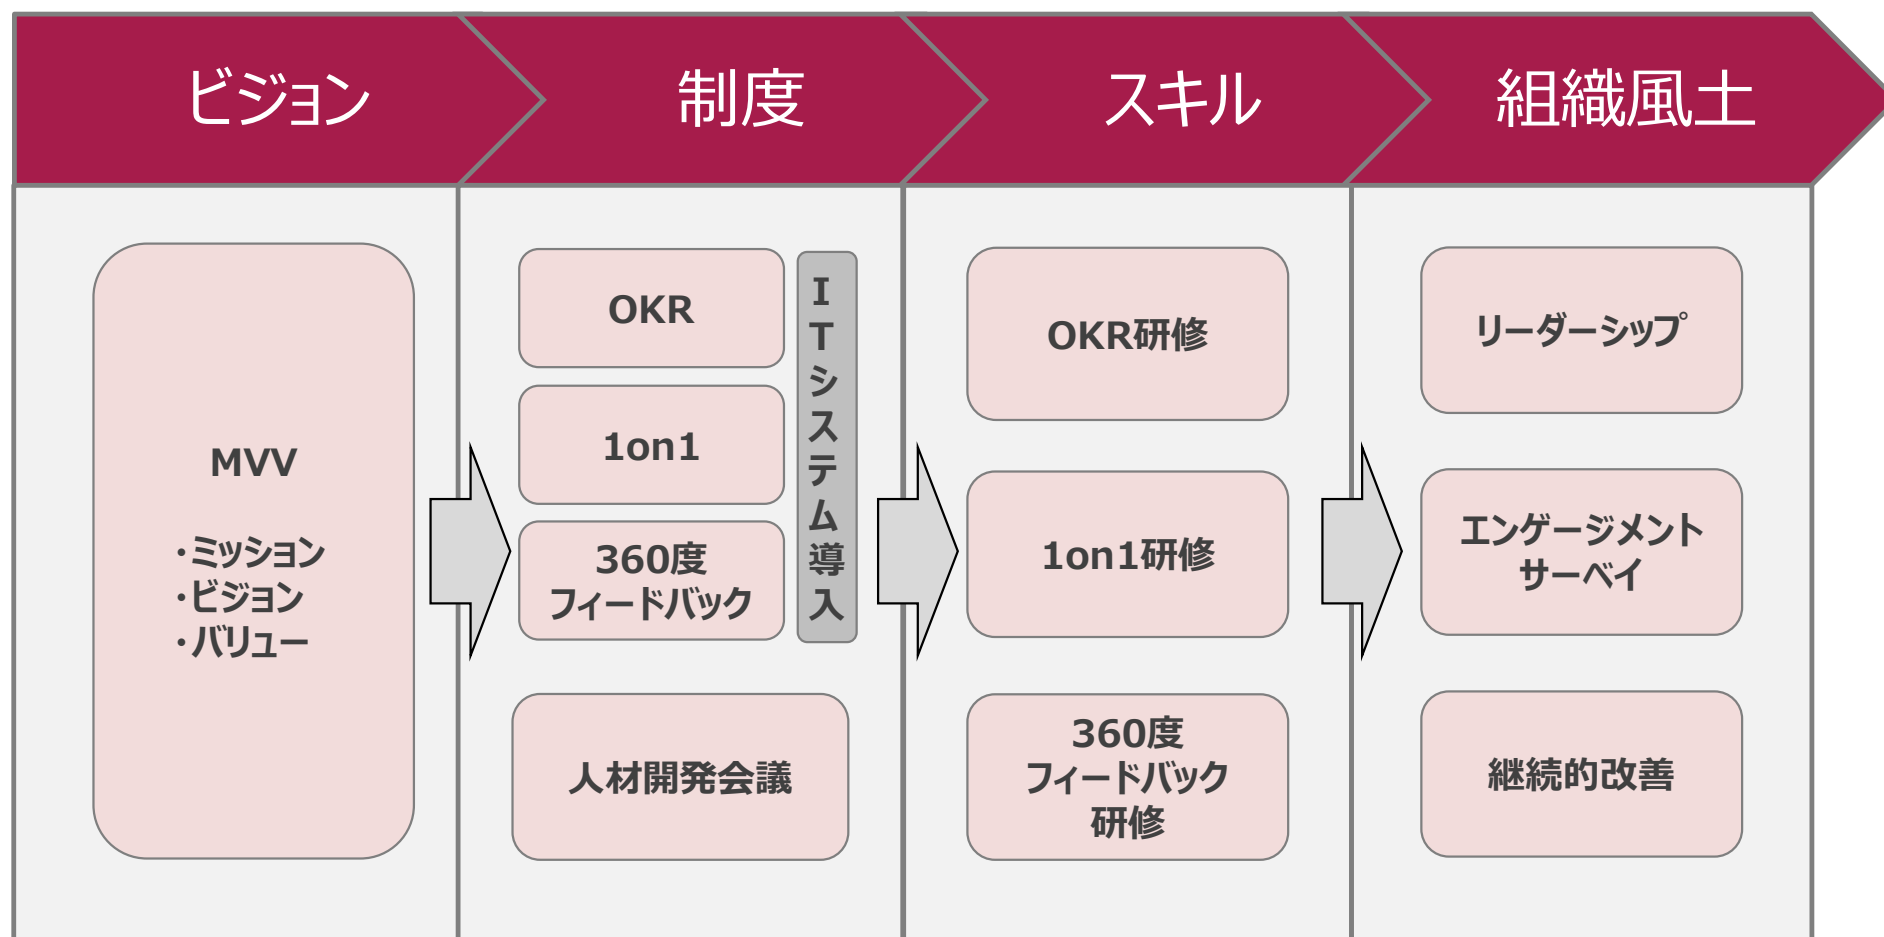 ビジョン
制度
スキル
組織風土
MVV
・ミッション
・ビジョン
・バリュー
OKR
1on1
360度
フィードバック
ITシステム導入
人材開発会議
OKR研修
1on1研修
360度
フィードバック
研修
リーダーシップ
エンゲージメント
サーベイ
継続的改善